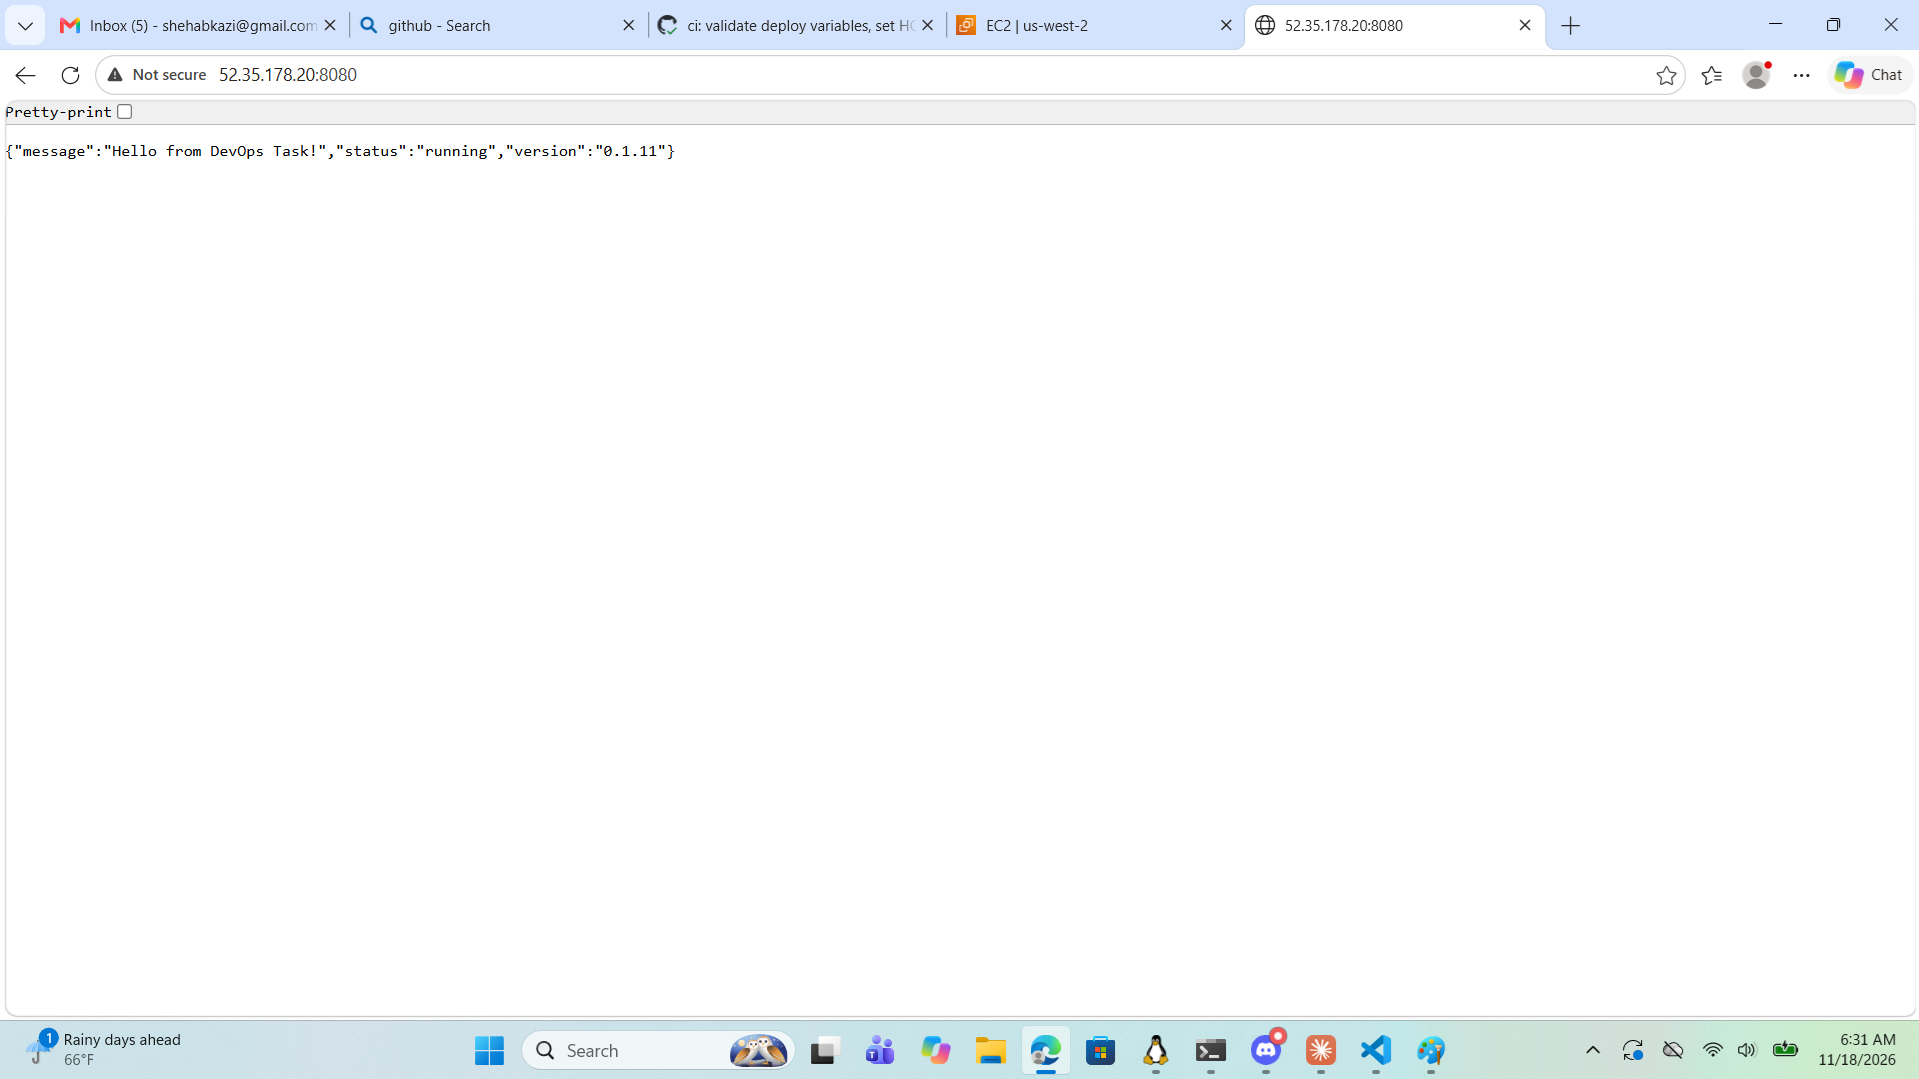 Inbox (5) - shehabkazi@gmail.com
github - Search
ci: validate deploy variables, set HC
EC2 | us-west-2
52.35.178.20:8080
Not secure
52.35.178.20:8080
Chat
Pretty-print
{"message":"Hello from DevOps Task!","status":"running","version":"0.1.11"}
1
Rainy days ahead
66°F
Search
6:31 AM
11/18/2026